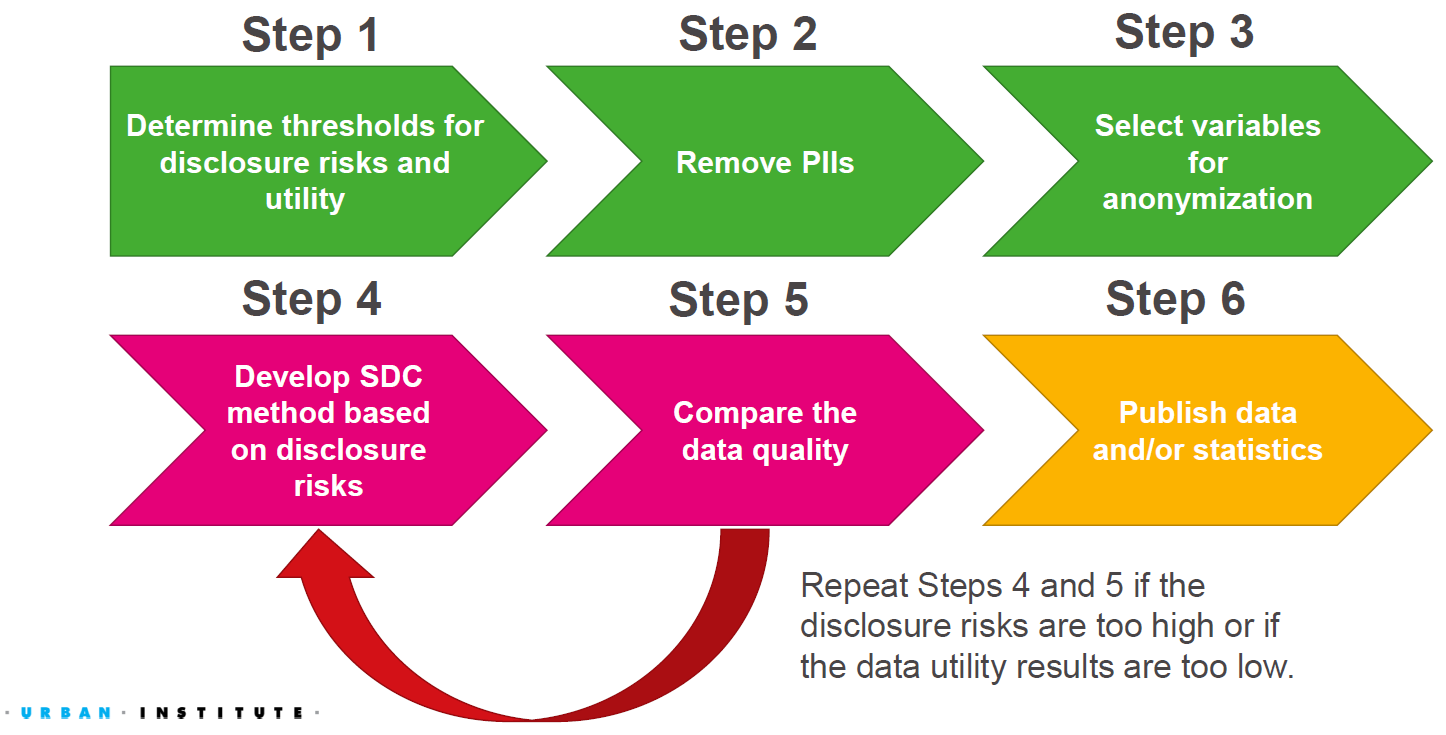 Step 1
Step 2
Step 3
Determine thresholds for
disclosure risks and
utility
Remove PIIs
Select variables
for
anonymization
Step 4
Step 5
Step 6
Develop SDC
method based
on disclosure
risks
Compare the
data quality
Publish data
and/or statistics
Repeat Steps 4 and 5 if the
disclosure risks are too high or if
the data utility results are too low.
· URBAN · INSTITUTE ·